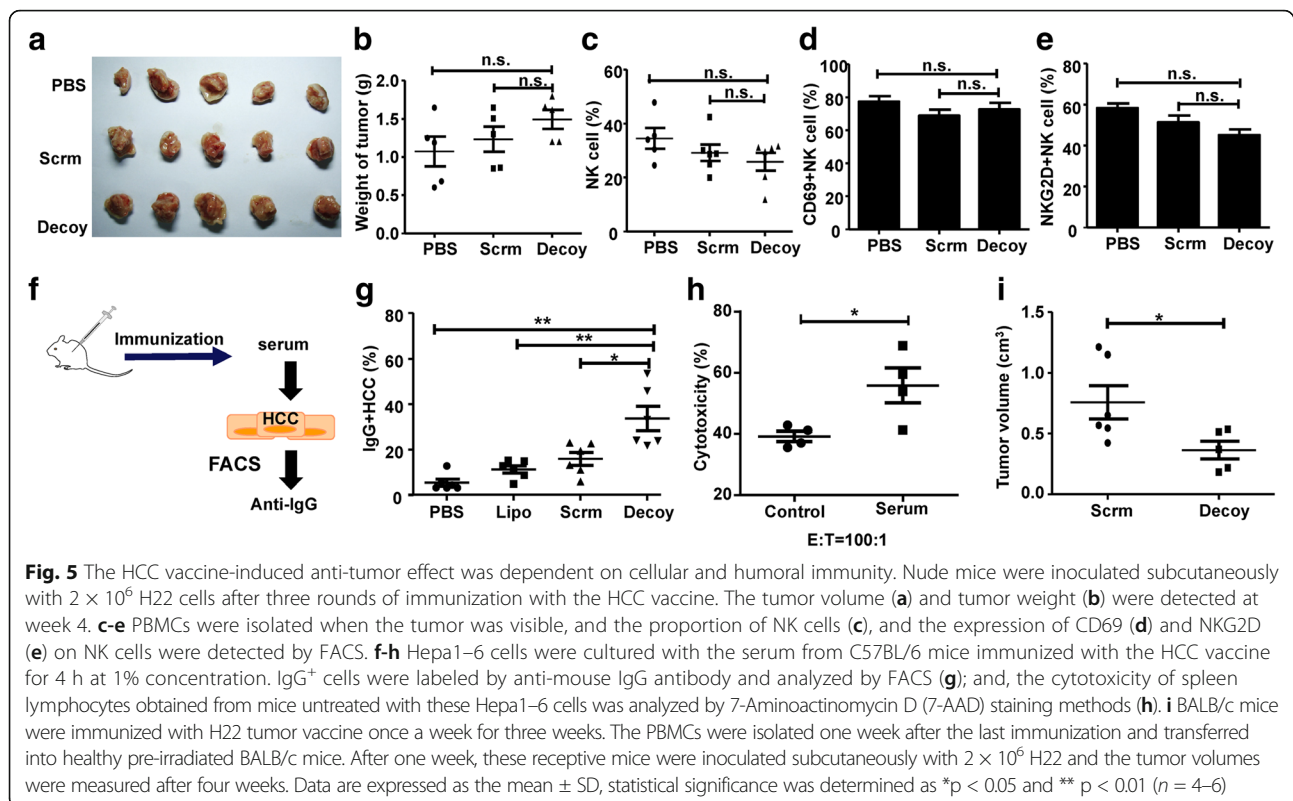 a
PBS
Scrm
Decoy
b
Weight of tumor (g)
2.0
1.5
1.0
0.5
0.0
n.s.
n.s.
PBS Scrm Decoy
c
NK cell (%)
80
60
40
20
0
n.s.
n.s.
PBS Scrm Decoy
d
CD69+NK cell (%)
100
80
60
40
20
0
n.s.
n.s.
PBS Scrm Decoy
e
NKG2D+NK cell (%)
80
60
40
20
0
n.s.
n.s.
PBS Scrm Decoy
f
Immunization
serum
HCC
FACS
Anti-IgG
g
IgG+HCC (%)
80
60
40
20
0
**
**
*
PBS Lipo Scrm Decoy
h
Cytotoxicity (%)
80
60
40
20
*
Control Serum
E:T=100:1
i
Tumor volume (cm³)
1.5
1.0
0.5
0.0
*
Scrm Decoy
Fig. 5 The HCC vaccine-induced anti-tumor effect was dependent on cellular and humoral immunity. Nude mice were inoculated subcutaneously
with 2 × 10⁶ H22 cells after three rounds of immunization with the HCC vaccine. The tumor volume (a) and tumor weight (b) were detected at
week 4. c-e PBMCs were isolated when the tumor was visible, and the proportion of NK cells (c), and the expression of CD69 (d) and NKG2D
(e) on NK cells were detected by FACS. f-h Hepa1–6 cells were cultured with the serum from C57BL/6 mice immunized with the HCC vaccine
for 4 h at 1% concentration. IgG⁺ cells were labeled by anti-mouse IgG antibody and analyzed by FACS (g); and, the cytotoxicity of spleen
lymphocytes obtained from mice untreated with these Hepa1–6 cells was analyzed by 7-Aminoactinomycin D (7-AAD) staining methods (h). i BALB/c mice
were immunized with H22 tumor vaccine once a week for three weeks. The PBMCs were isolated one week after the last immunization and transferred
into healthy pre-irradiated BALB/c mice. After one week, these receptive mice were inoculated subcutaneously with 2 × 10⁶ H22 and the tumor volumes
were measured after four weeks. Data are expressed as the mean ± SD, statistical significance was determined as *p < 0.05 and ** p < 0.01 (n = 4–6)